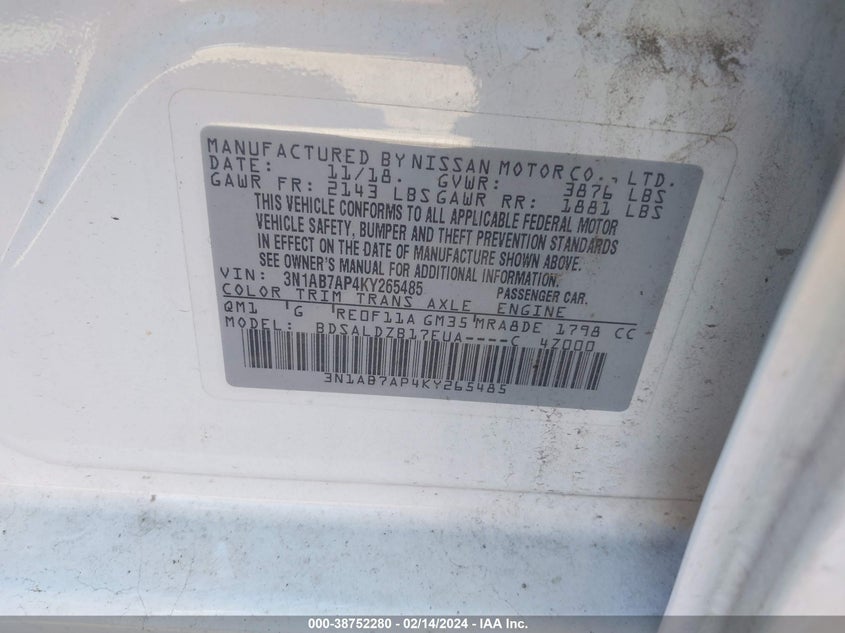 MANUFACTURED BY NISSAN MOTOR CO., LTD.
DATE: 11/18. GVWR: 3876 LBS
GAWR FR: 2143 LBS GAWR RR: 1881 LBS
THIS VEHICLE CONFORMS TO ALL APPLICABLE FEDERAL MOTOR
VEHICLE SAFETY, BUMPER AND THEFT PREVENTION STANDARDS
IN EFFECT ON THE DATE OF MANUFACTURE SHOWN ABOVE.
SEE OWNER'S MANUAL FOR ADDITIONAL INFORMATION.
VIN: 3N1AB7AP4KY265485 PASSENGER CAR.
COLOR TRIM TRANS AXLE ENGINE
QM1 G RE0F11A GM35 MRA8DE 1798 CC
MODEL: BDSALDZB17EUA----C 4Z000
3N1AB7AP4KY265485
000-38752280 - 02/14/2024 - IAA Inc.